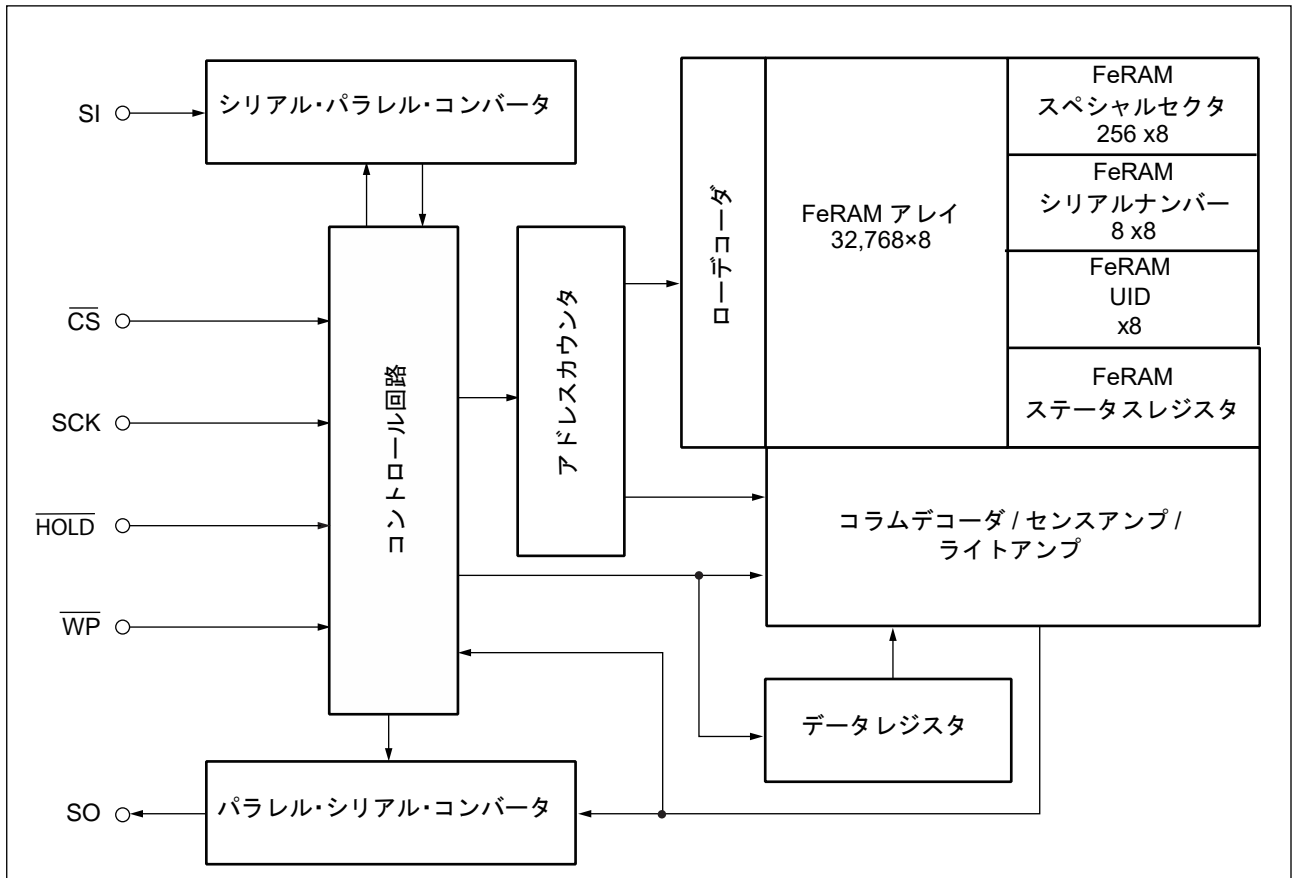 SI
シリアル・パラレル・コンバータ
CS
SCK
HOLD
WP
SO
コントロール回路
アドレスカウンタ
ローデコーダ
FeRAM アレイ
32,768×8
FeRAM
スペシャルセクタ
256 x8
FeRAM
シリアルナンバー
8 x8
FeRAM
UID
x8
FeRAM
ステータスレジスタ
コラムデコーダ / センスアンプ /
ライトアンプ
データレジスタ
パラレル・シリアル・コンバータ